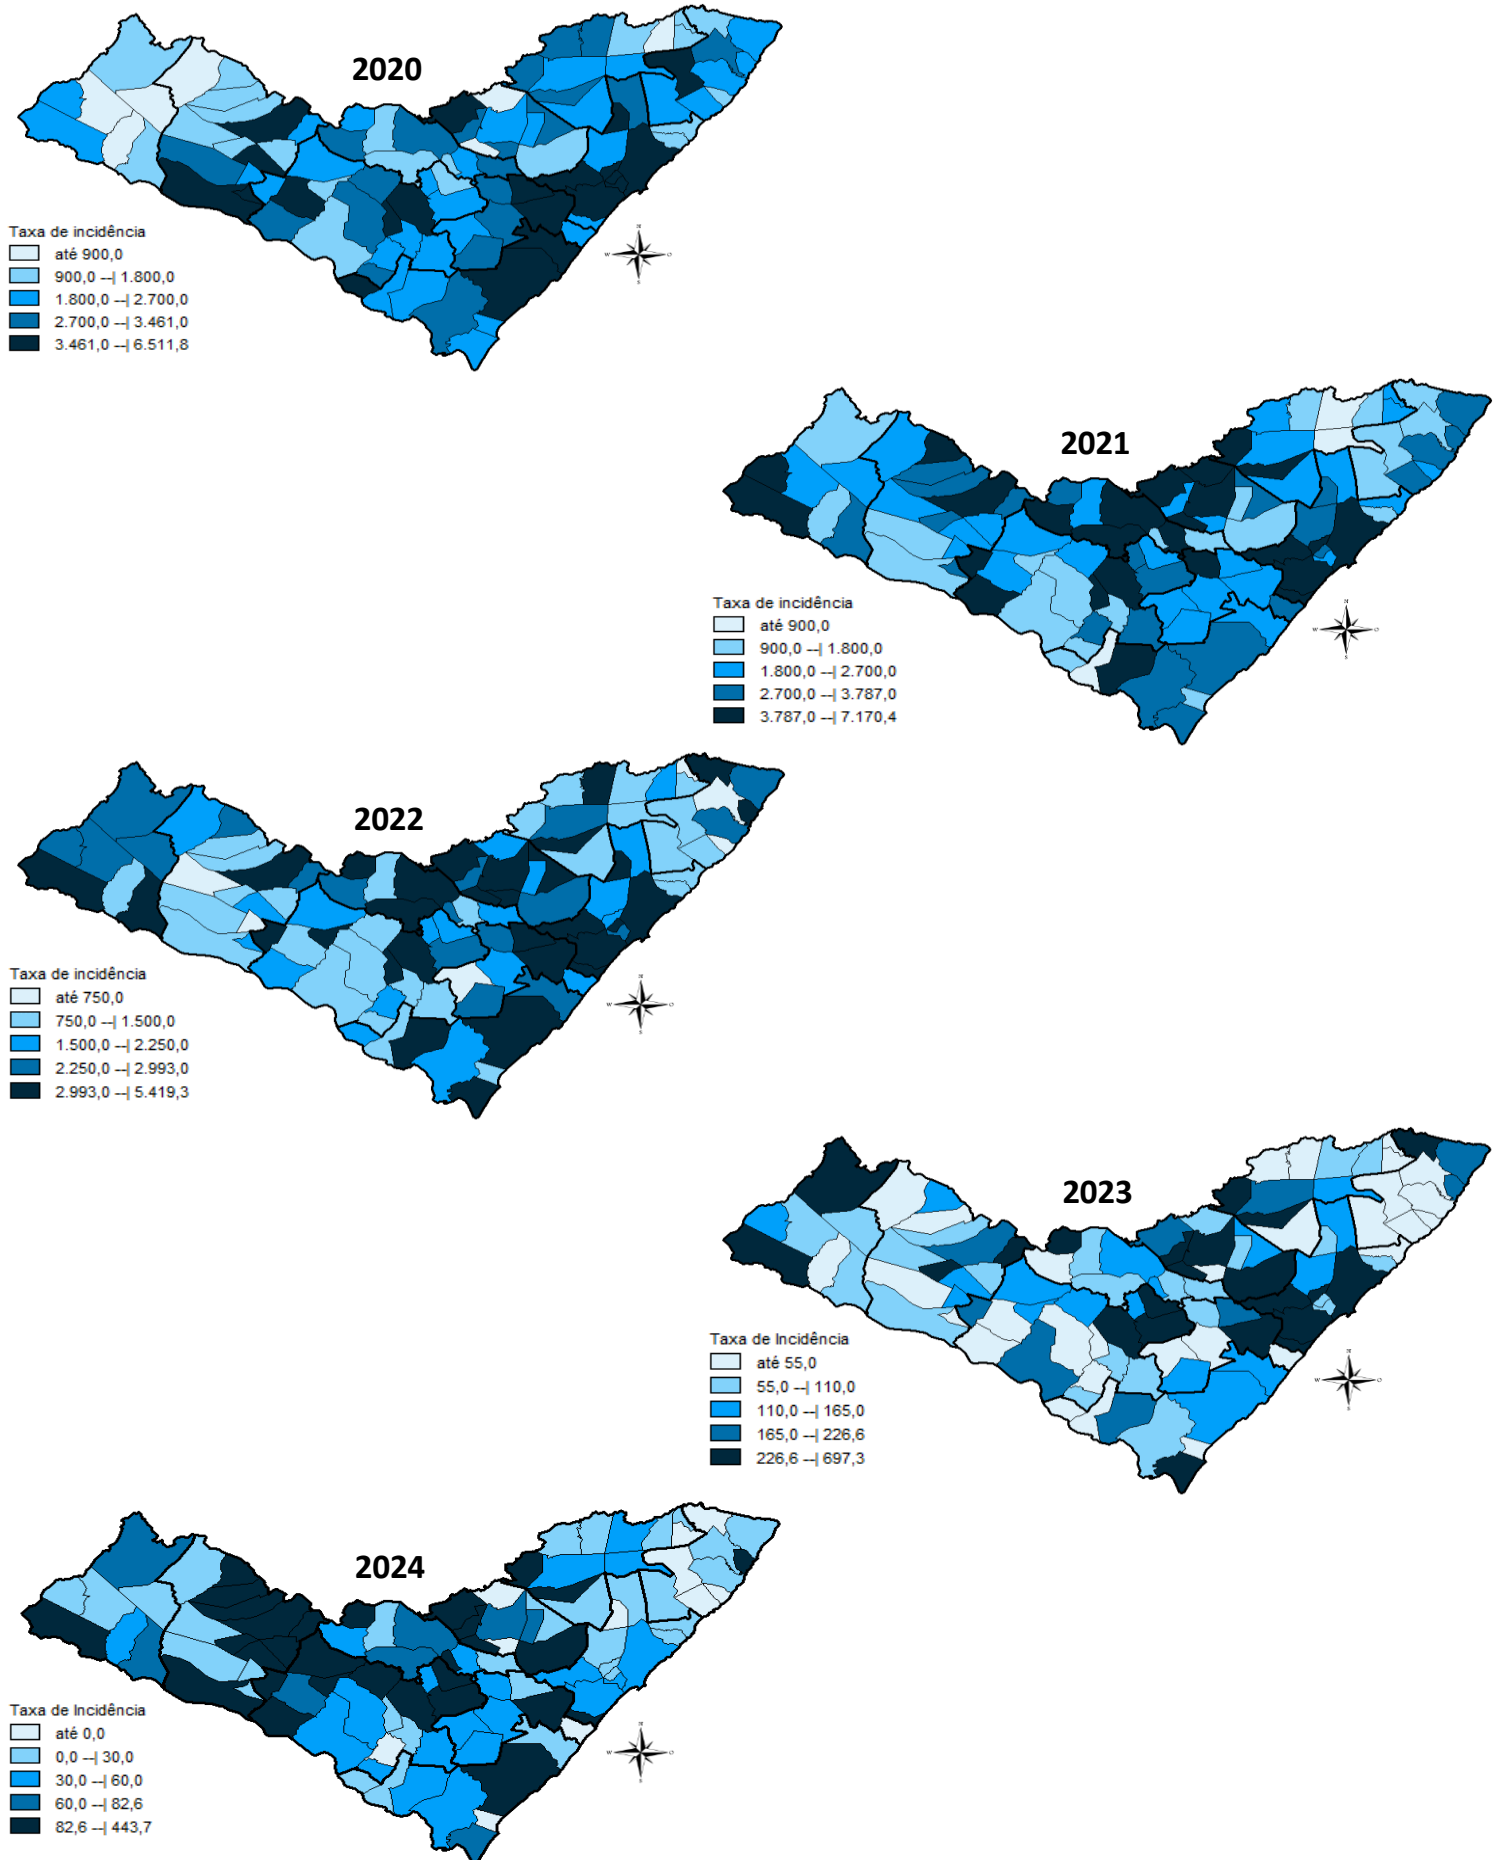 2020
Taxa de incidência
até 900,0
900,0 --| 1.800,0
1.800,0 --| 2.700,0
2.700,0 --| 3.461,0
3.461,0 --| 6.511,8
N
W
O
S
2021
Taxa de incidência
até 900,0
900,0 --| 1.800,0
1.800,0 --| 2.700,0
2.700,0 --| 3.787,0
3.787,0 --| 7.170,4
N
W
O
S
2022
Taxa de incidência
até 750,0
750,0 --| 1.500,0
1.500,0 --| 2.250,0
2.250,0 --| 2.993,0
2.993,0 --| 5.419,3
N
W
O
S
2023
Taxa de Incidência
até 55,0
55,0 --| 110,0
110,0 --| 165,0
165,0 --| 226,6
226,6 --| 697,3
N
W
O
S
2024
Taxa de Incidência
até 0,0
0,0 --| 30,0
30,0 --| 60,0
60,0 --| 82,6
82,6 --| 443,7
N
W
O
S